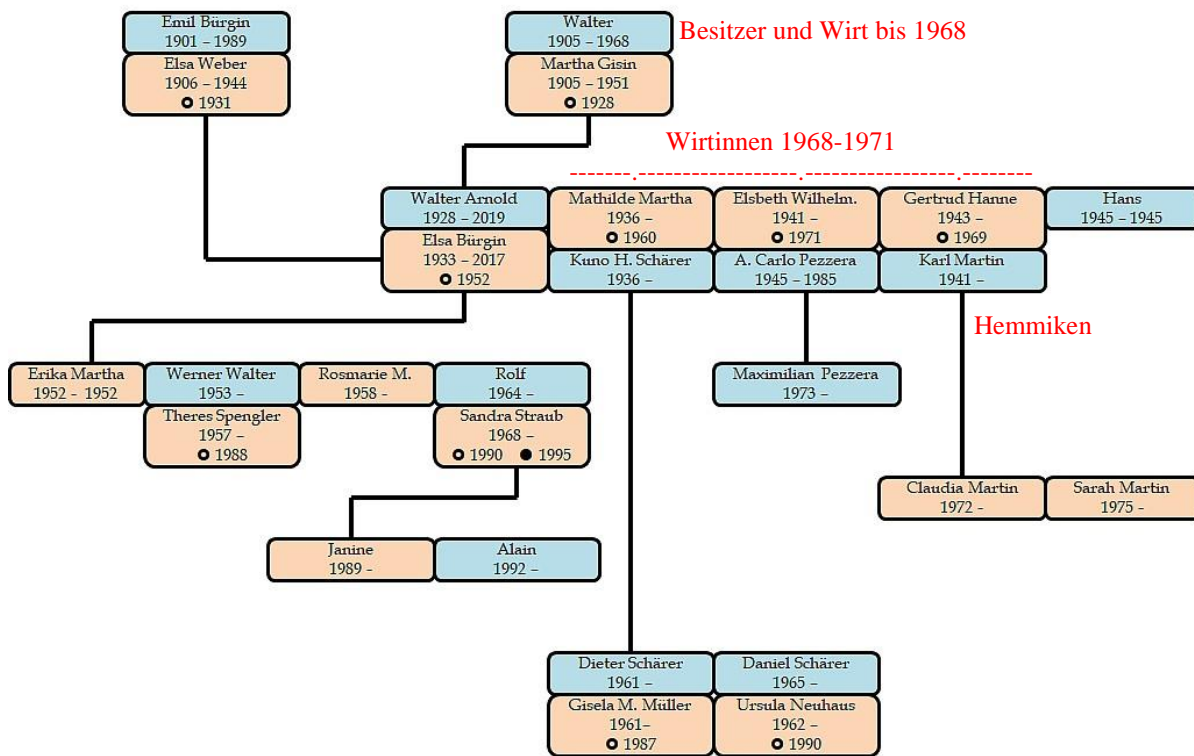 Emil Bürgin
1901 – 1989
Elsa Weber
1906 – 1944
1931
Walter
1905 – 1968
Martha Gisin
1905 – 1951
1928
Besitzer und Wirt bis 1968
Wirtinnen 1968-1971
Walter Arnold
1928 – 2019
Elsa Bürgin
1933 – 2017
1952
Mathilde Martha
1936 –
1960
Kuno H. Schärer
1936 –
Elsbeth Wilhelm.
1941 –
1971
A. Carlo Pezzera
1945 – 1985
Gertrud Hanne
1943 –
1969
Karl Martin
1941 –
Hans
1945 – 1945
Hemmiken
Erika Martha
1952 - 1952
Werner Walter
1953 –
Theres Spengler
1957 –
1988
Rosmarie M.
1958 -
Rolf
1964 –
Sandra Straub
1968 –
1990 1995
Maximilian Pezzera
1973 –
Claudia Martin
1972 -
Sarah Martin
1975 -
Janine
1989 -
Alain
1992 –
Dieter Schärer
1961 –
Gisela M. Müller
1961–
1987
Daniel Schärer
1965 –
Ursula Neuhaus
1962 –
1990